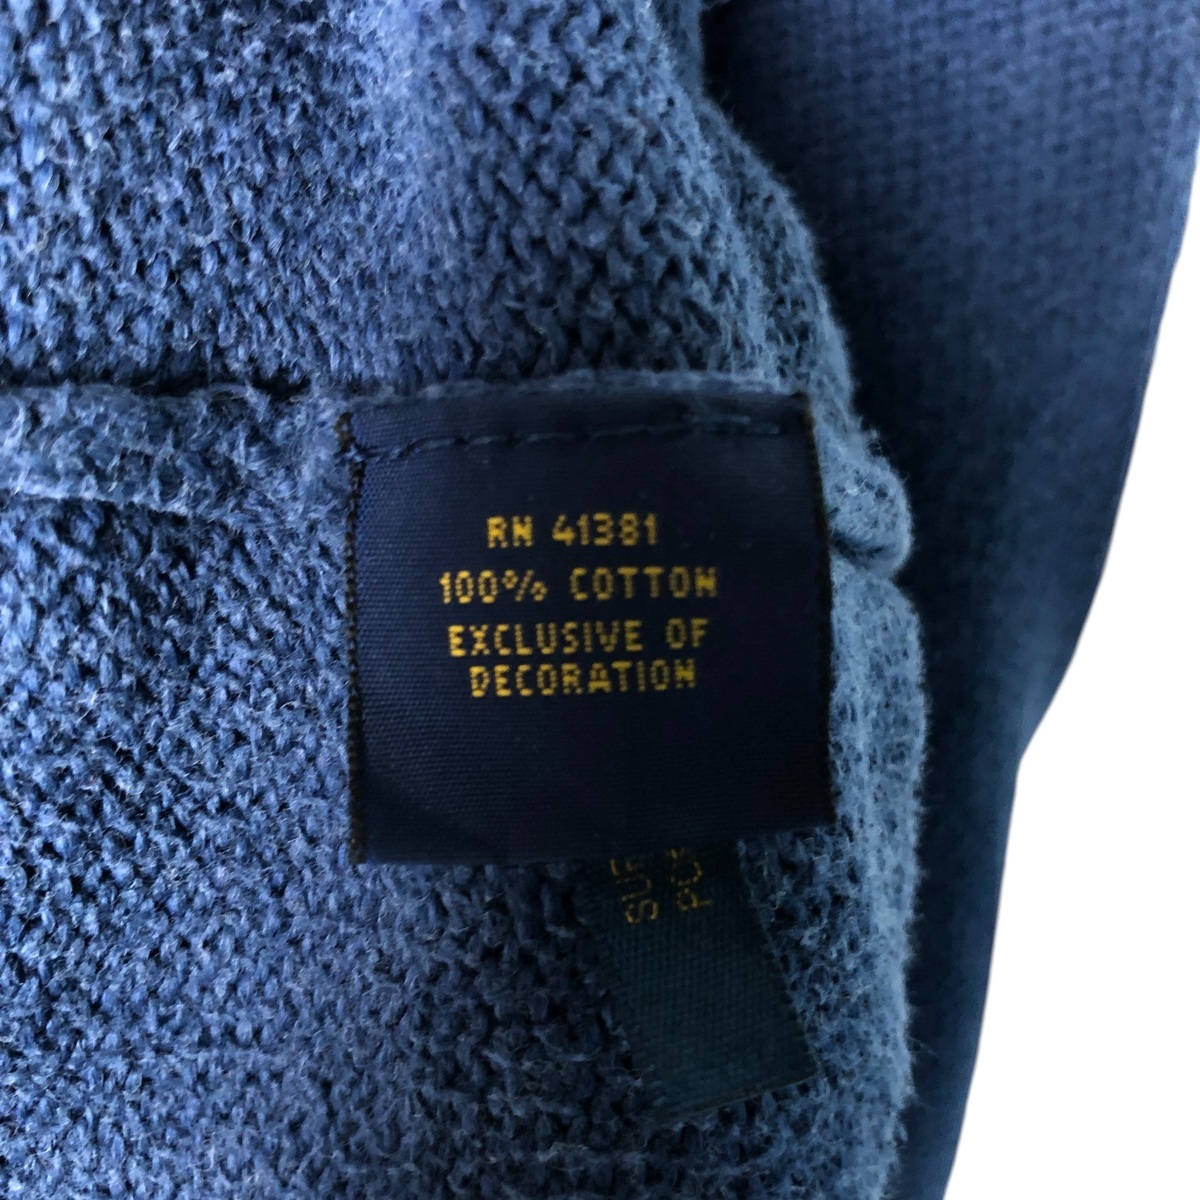 RN 41381
100% COTTON
EXCLUSIVE OF
DECORATION